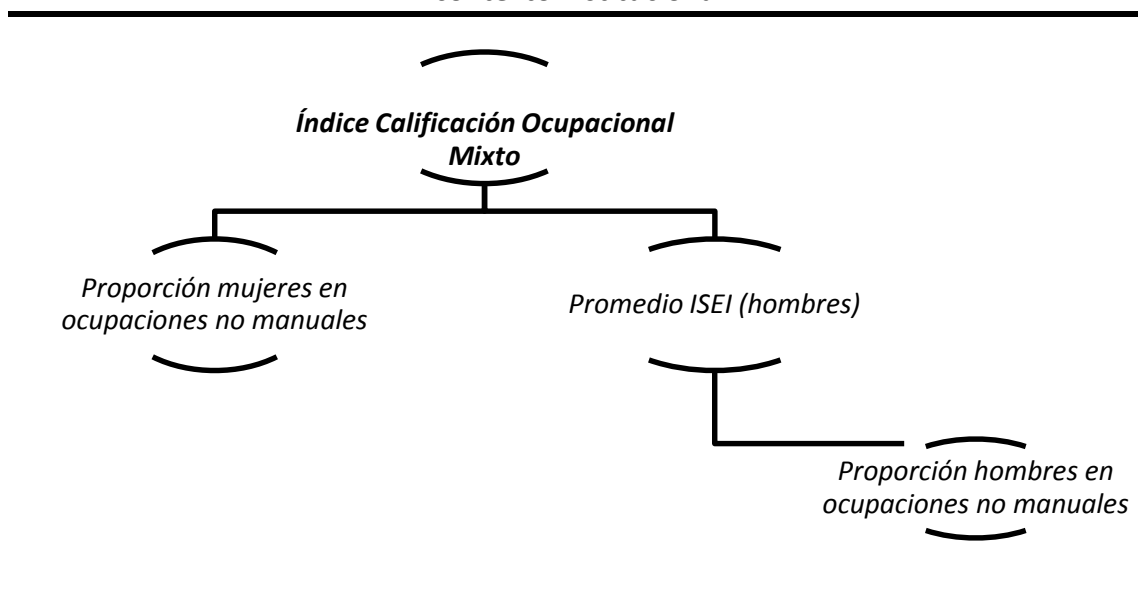 Índice Calificación Ocupacional
Mixto
Proporción mujeres en
ocupaciones no manuales
Promedio ISEI (hombres)
Proporción hombres en
ocupaciones no manuales